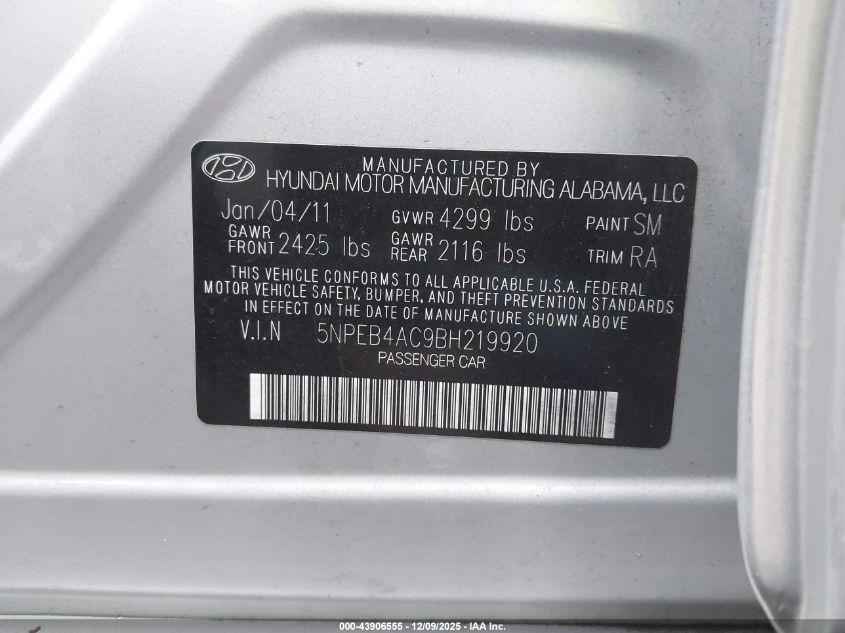 MANUFACTURED BY
HYUNDAI MOTOR MANUFACTURING ALABAMA, LLC
Jan/04/11 GVWR 4299 lbs PAINT SM
GAWR FRONT 2425 lbs GAWR REAR 2116 lbs TRIM RA
THIS VEHICLE CONFORMS TO ALL APPLICABLE U.S.A. FEDERAL
MOTOR VEHICLE SAFETY, BUMPER, AND THEFT PREVENTION STANDARDS
IN EFFECT ON THE DATE OF MANUFACTURE SHOWN ABOVE
V.I.N 5NPEB4AC9BH219920
PASSENGER CAR
000-43906555 - 12/09/2025 - IAA Inc.